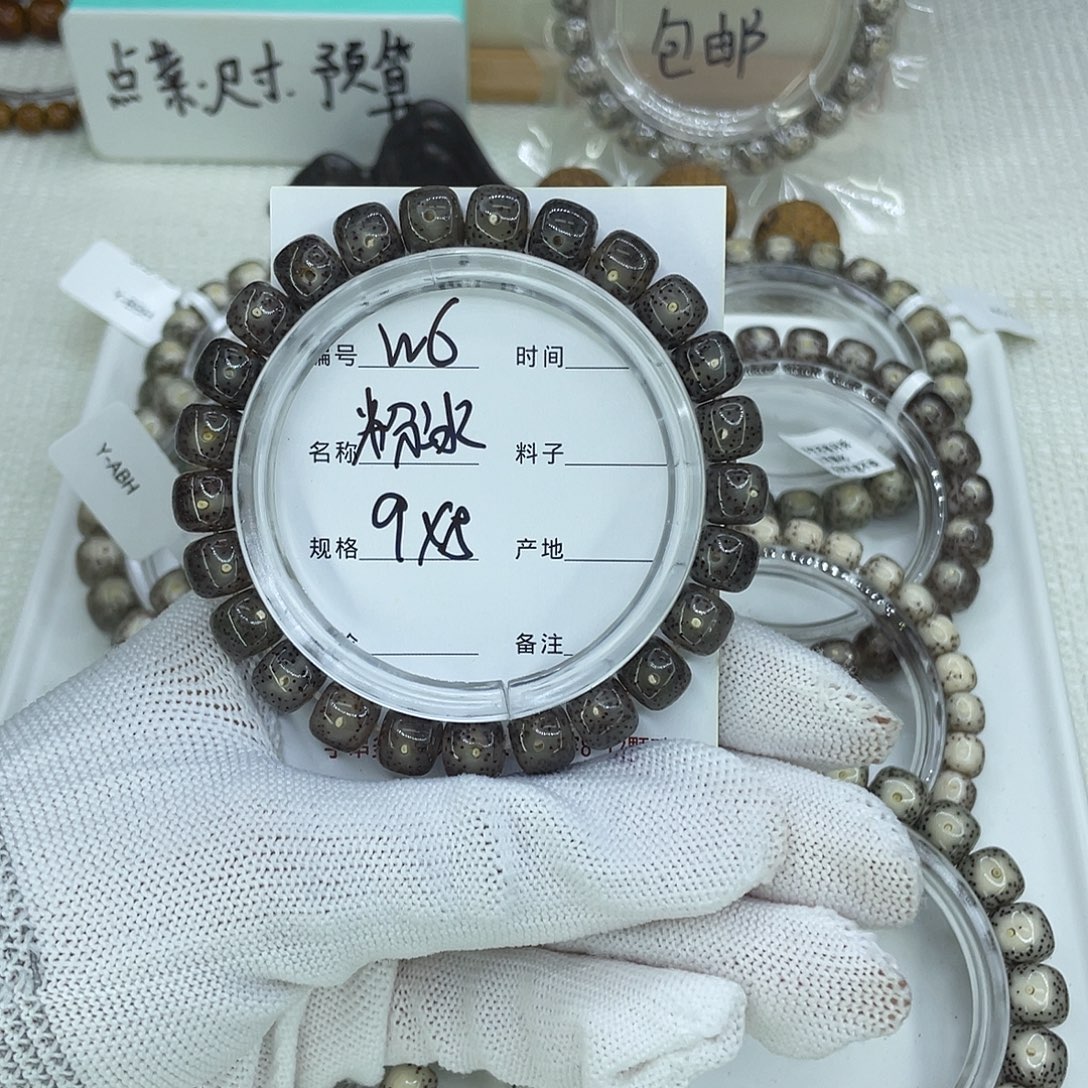 点菜.尺寸.预算
包邮
编号 W6 时间
名称 粉冰 料子
规格 9X8 产地
备注
Y-ABH